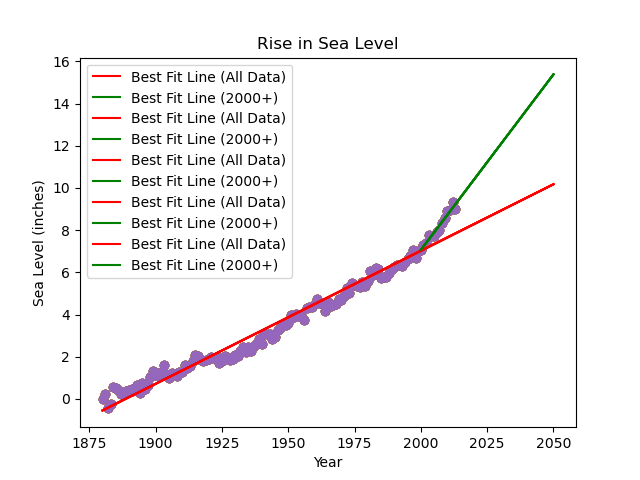 Rise in Sea Level
16
14
12
10
8
6
4
2
0
Sea Level (inches)
Best Fit Line (All Data)
Best Fit Line (2000+)
Best Fit Line (All Data)
Best Fit Line (2000+)
Best Fit Line (All Data)
Best Fit Line (2000+)
Best Fit Line (All Data)
Best Fit Line (2000+)
Best Fit Line (All Data)
Best Fit Line (2000+)
1875 1900 1925 1950 1975 2000 2025 2050
Year